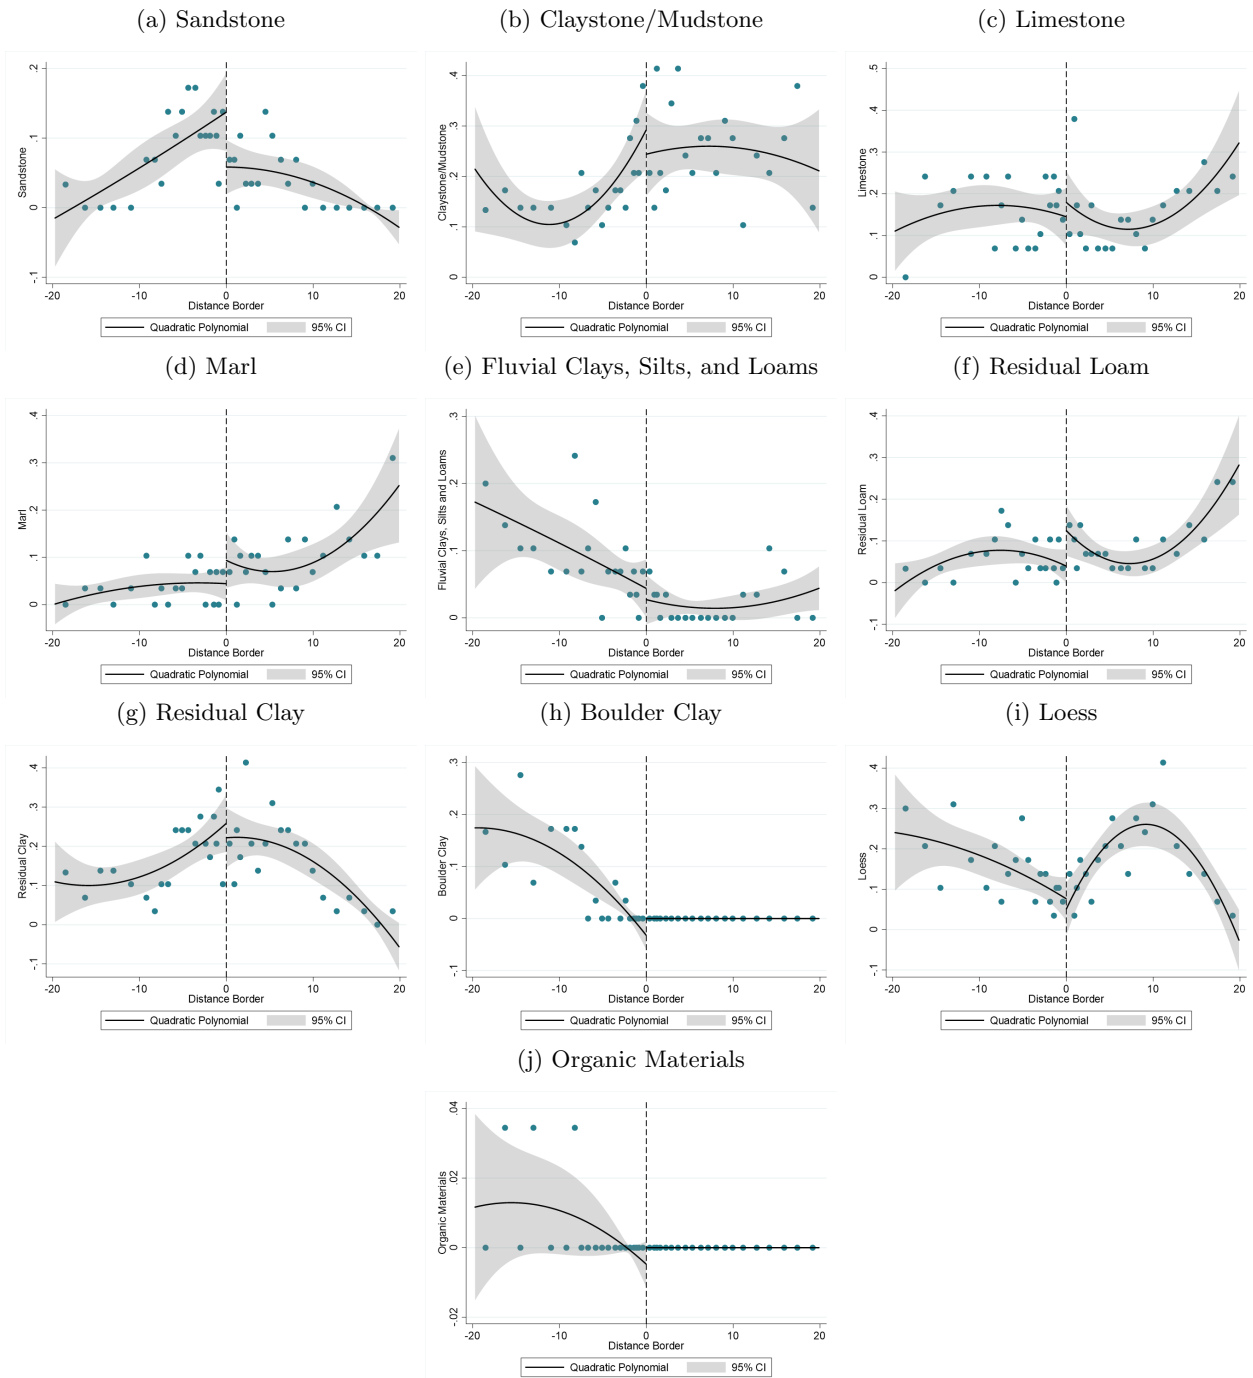 (a) Sandstone
(b) Claystone/Mudstone
(c) Limestone
Sandstone
.2
.1
0
-.1
-20
-10
0
10
20
Distance Border
Quadratic Polynomial
95% CI
Claystone/Mudstone
.4
.3
.2
.1
0
-20
-10
0
10
20
Distance Border
Quadratic Polynomial
95% CI
Limestone
.5
.4
.3
.2
.1
0
-20
-10
0
10
20
Distance Border
Quadratic Polynomial
95% CI
(d) Marl
(e) Fluvial Clays, Silts, and Loams
(f) Residual Loam
Marl
.4
.3
.2
.1
0
-20
-10
0
10
20
Distance Border
Quadratic Polynomial
95% CI
Fluvial Clays, Silts and Loams
.3
.2
.1
0
-20
-10
0
10
20
Distance Border
Quadratic Polynomial
95% CI
Residual Loam
.4
.3
.2
.1
0
-.1
-20
-10
0
10
20
Distance Border
Quadratic Polynomial
95% CI
(g) Residual Clay
(h) Boulder Clay
(i) Loess
Residual Clay
.4
.3
.2
.1
0
-.1
-20
-10
0
10
20
Distance Border
Quadratic Polynomial
95% CI
Boulder Clay
.3
.2
.1
0
-.1
-20
-10
0
10
20
Distance Border
Quadratic Polynomial
95% CI
Loess
.4
.3
.2
.1
0
-.1
-20
-10
0
10
20
Distance Border
Quadratic Polynomial
95% CI
(j) Organic Materials
Organic Materials
.04
.02
0
-.02
-20
-10
0
10
20
Distance Border
Quadratic Polynomial
95% CI